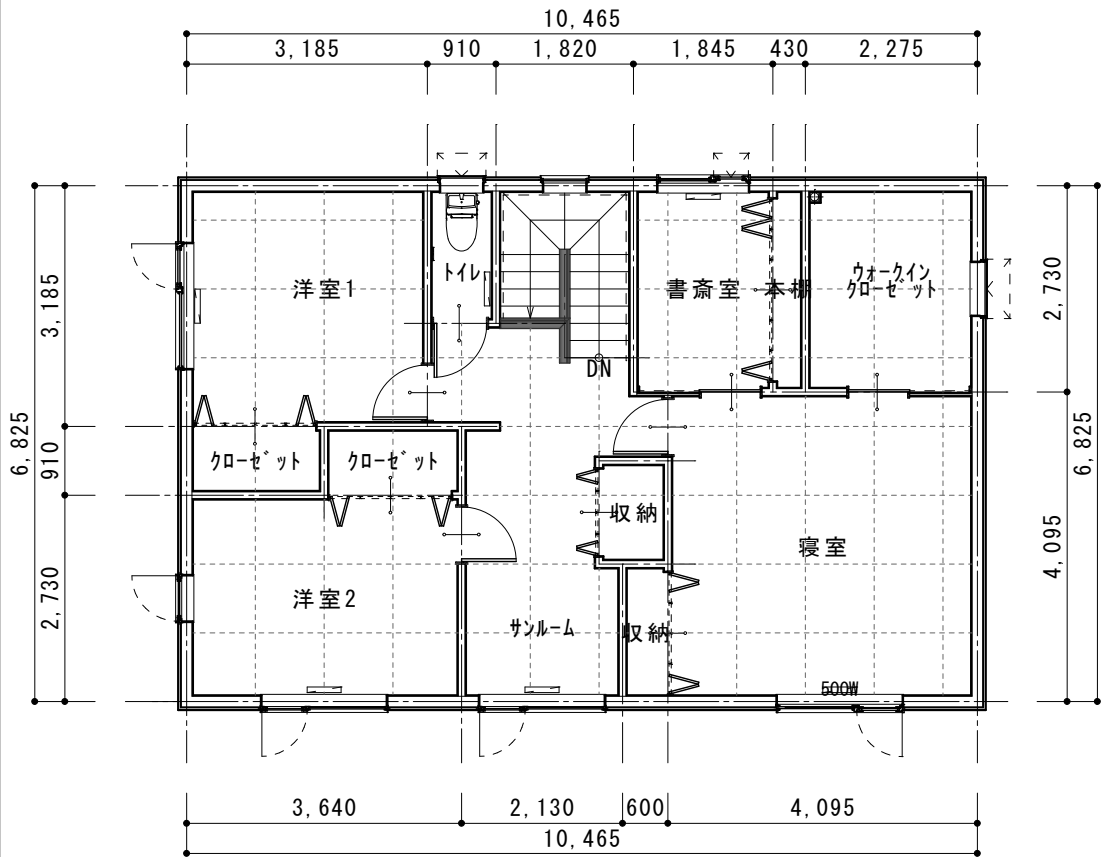 10,465
3,185
910
1,820
1,845
430
2,275
洋室1
トイレ
書斎室
本棚
ウォークイン
クローゼット
DN
3,185
2,730
6,825
910
クローゼット
クローゼット
6,825
収納
寝室
4,095
2,730
洋室2
サンルーム
収納
500W
3,640
2,130
600
4,095
10,465